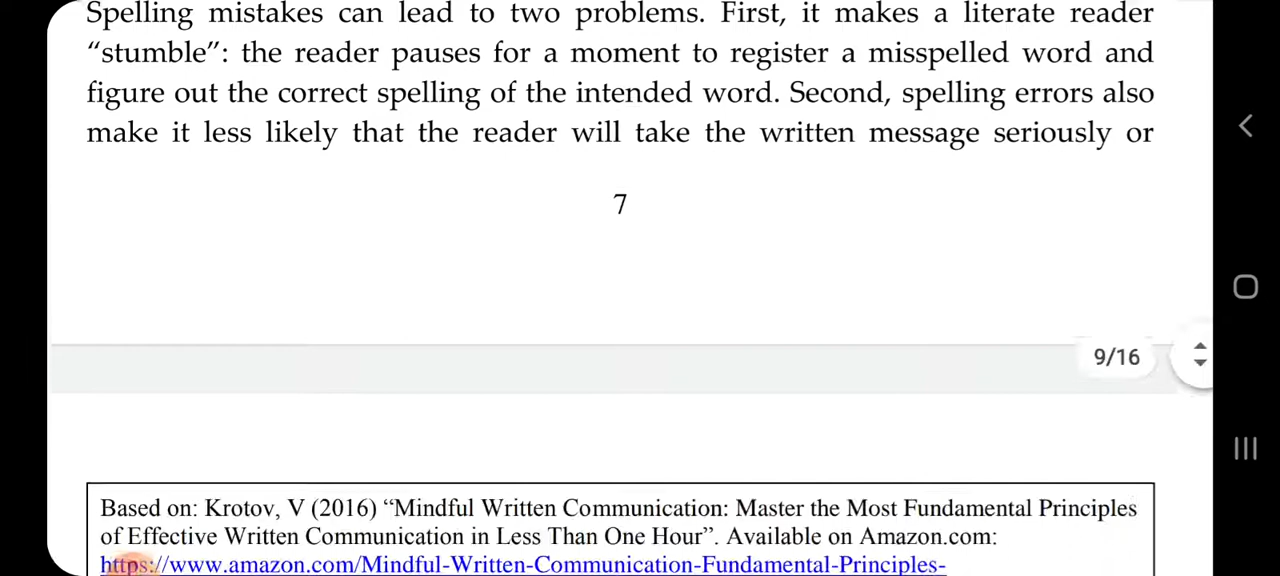 Spelling mistakes can lead to two problems. First, it makes a literate reader
“stumble”: the reader pauses for a moment to register a misspelled word and
figure out the correct spelling of the intended word. Second, spelling errors also
make it less likely that the reader will take the written message seriously or
7
9/16
Based on: Krotov, V (2016) “Mindful Written Communication: Master the Most Fundamental Principles
of Effective Written Communication in Less Than One Hour”. Available on Amazon.com:
https://www.amazon.com/Mindful-Written-Communication-Fundamental-Principles-